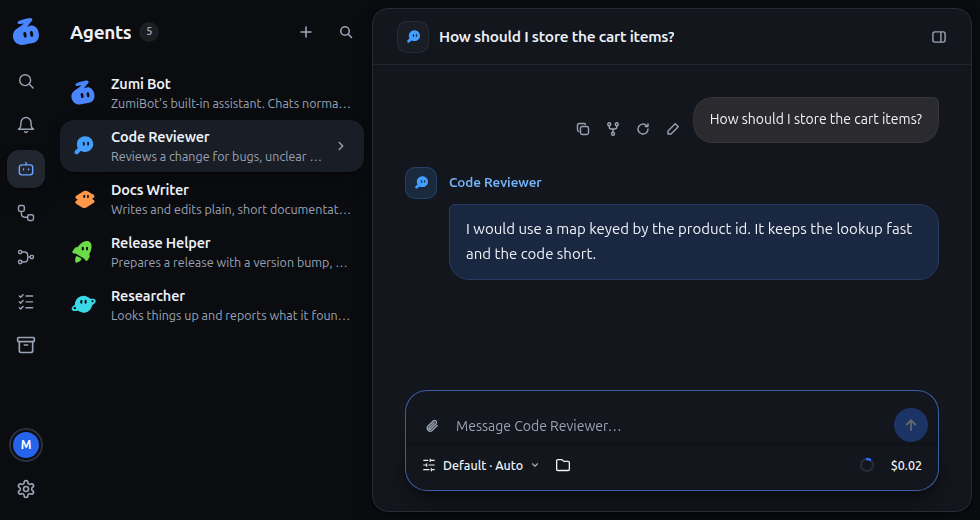 Agents 5
Zumi Bot
ZumiBot's built-in assistant. Chats norma…
Code Reviewer
Reviews a change for bugs, unclear …
Docs Writer
Writes and edits plain, short documentat…
Release Helper
Prepares a release with a version bump, …
Researcher
Looks things up and reports what it foun…
M
How should I store the cart items?
How should I store the cart items?
Code Reviewer
I would use a map keyed by the product id. It keeps the lookup fast
and the code short.
Message Code Reviewer…
Default · Auto
$0.02